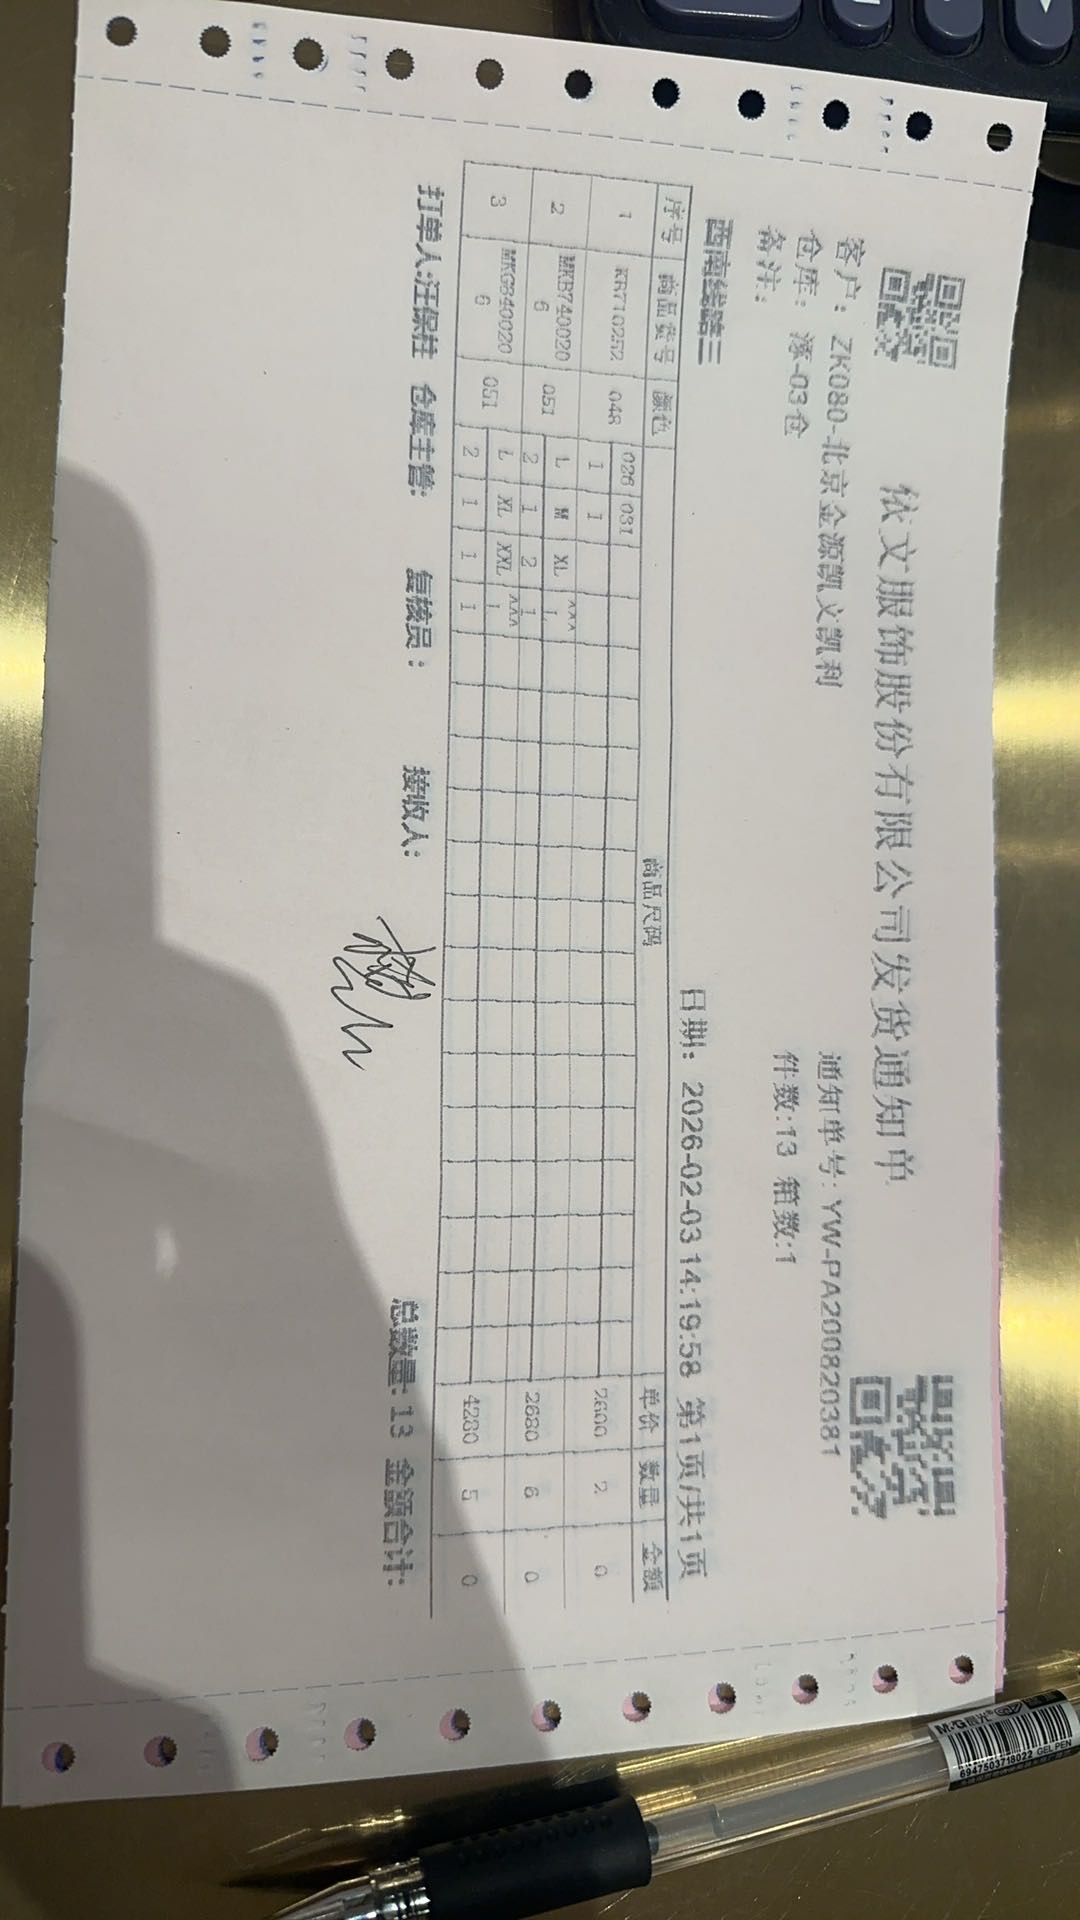 依文服饰股份有限公司发货通知单
客户：ZK080-北京金源凯文凯利 通知单号：YW-PA200820381
仓库：涿-03仓 件数:13 箱数:1
备注：
西南线路三 日期：2026-02-03 14:19:58 第1页/共1页
序号 商品货号 颜色 商品尺码 单价 数量 金额
028 031
1 KR710252 048 1 1 2600 2 0
L M XL ^^^L
2 MKB7400206 051 2 1 2 1 2680 6 0
L XL XXL ^^^L
3 MKG8400206 051 2 1 1 1 4280 5 0
打单人:汪保柱 仓库主管: 复核员： 接收人: 总数量: 13 金额合计:
M&G 晨光
GEL PEN
6947503718022